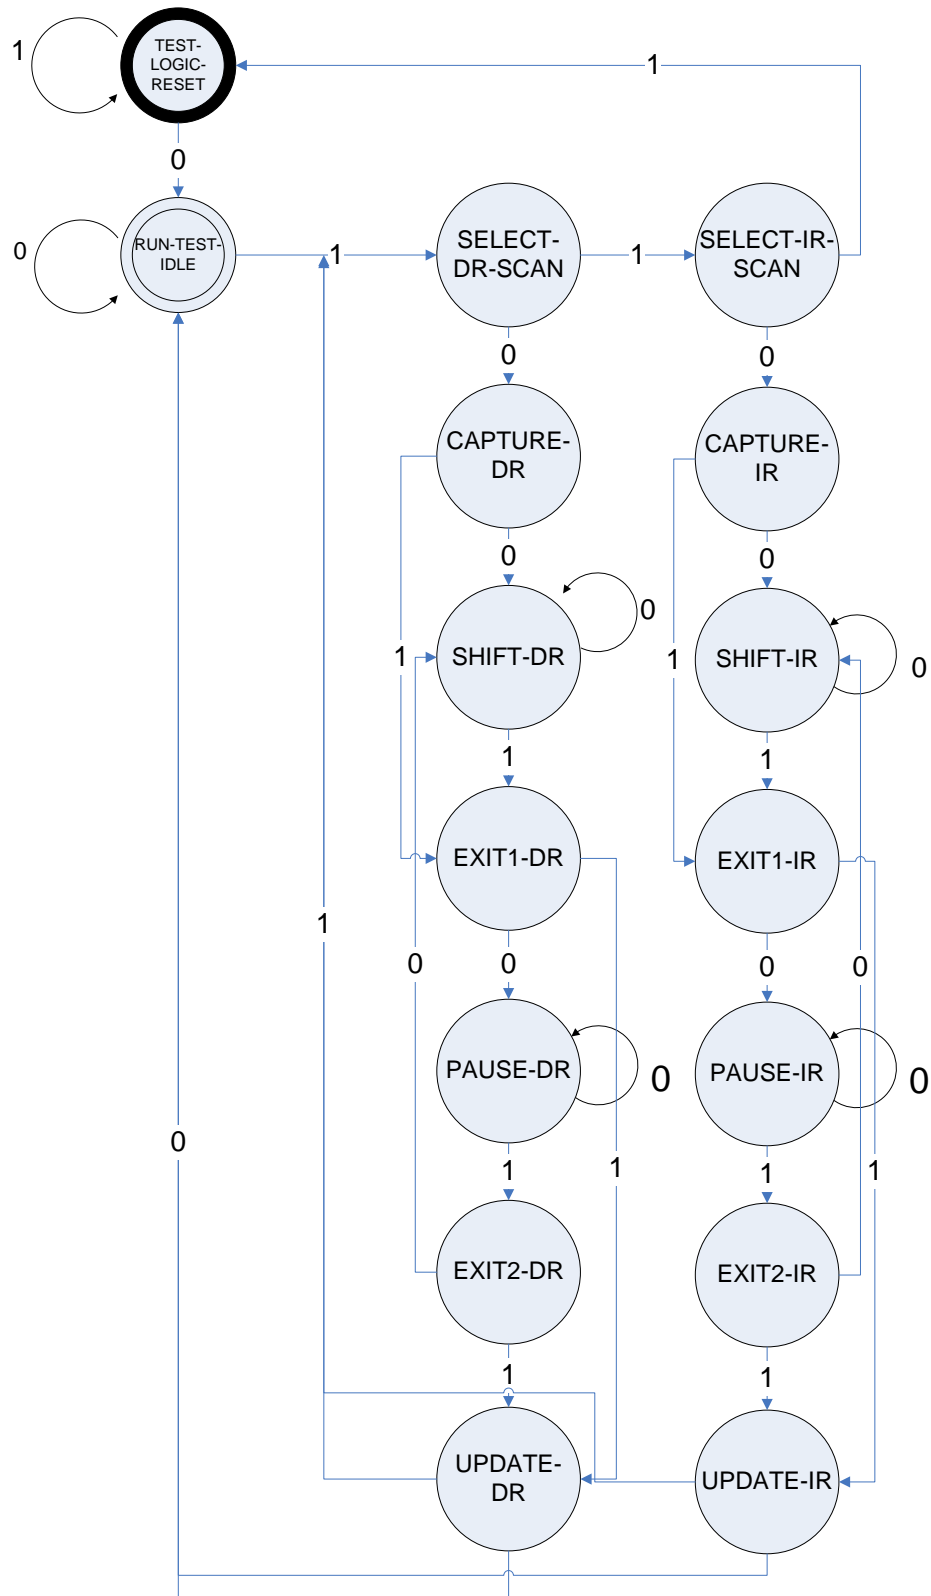 TEST-
LOGIC-
RESET
1
1
0
RUN-TEST-
IDLE
0
1
SELECT-
DR-SCAN
1
SELECT-IR-
SCAN
0
0
CAPTURE-
DR
CAPTURE-
IR
0
0
SHIFT-DR
0
SHIFT-IR
0
1
1
1
1
EXIT1-DR
EXIT1-IR
1
0
0
0
0
PAUSE-DR
0
PAUSE-IR
0
0
1
1
1
1
EXIT2-DR
EXIT2-IR
1
1
UPDATE-
DR
UPDATE-IR